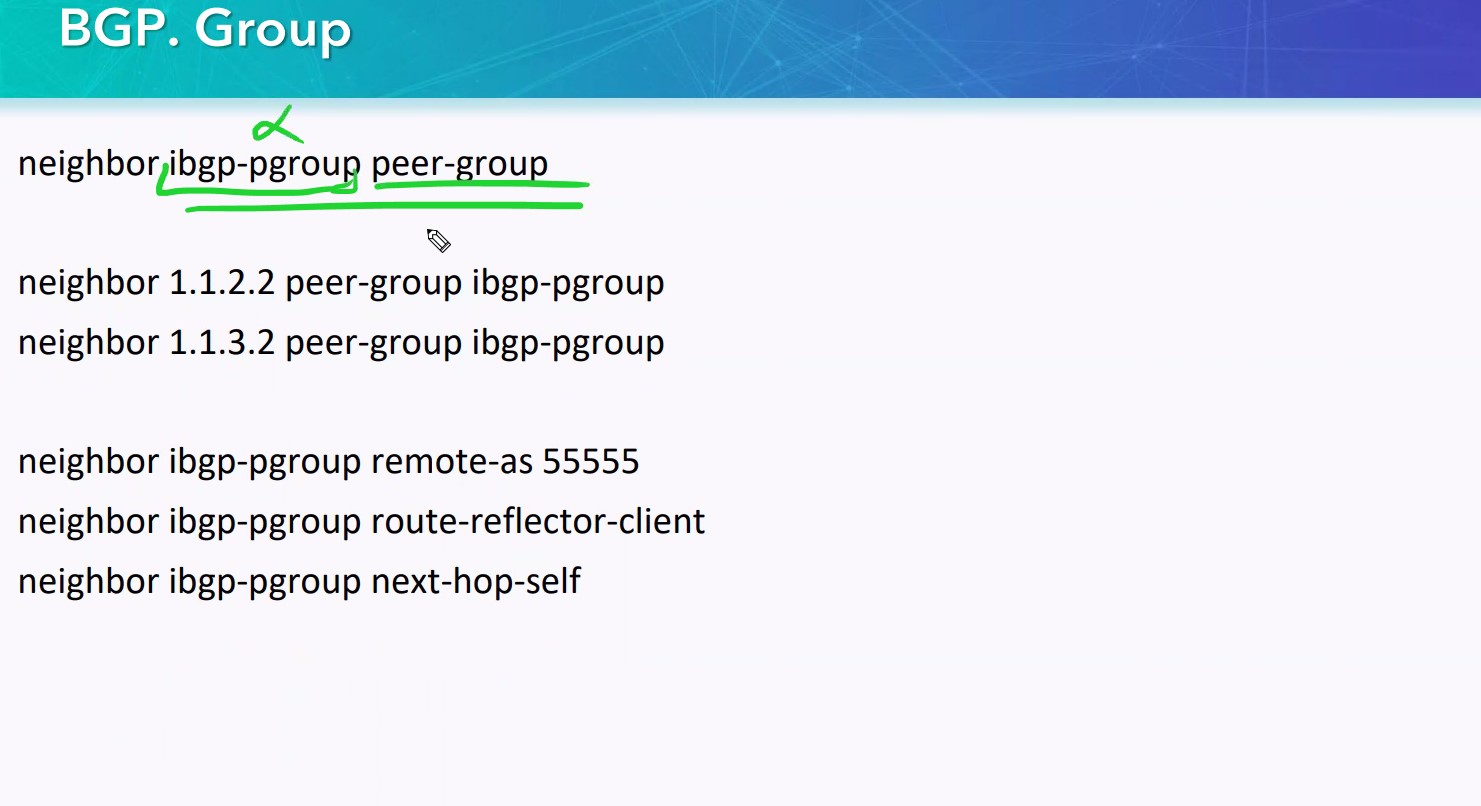 BGP. Group
α
neighbor ibgp-pgroup peer-group
neighbor 1.1.2.2 peer-group ibgp-pgroup
neighbor 1.1.3.2 peer-group ibgp-pgroup
neighbor ibgp-pgroup remote-as 55555
neighbor ibgp-pgroup route-reflector-client
neighbor ibgp-pgroup next-hop-self